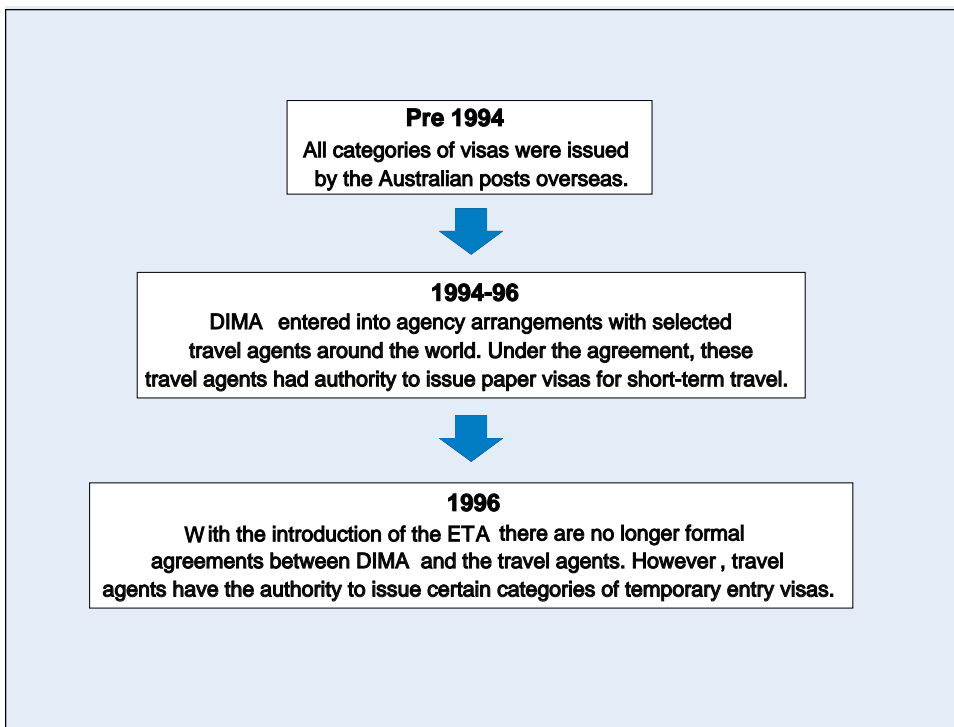 Pre 1994
All categories of visas were issued
by the Australian posts overseas.
1994-96
DIMA entered into agency arrangements with selected
travel agents around the world. Under the agreement, these
travel agents had authority to issue paper visas for short-term travel.
1996
With the introduction of the ETA there are no longer formal
agreements between DIMA and the travel agents. However, travel
agents have the authority to issue certain categories of temporary entry visas.